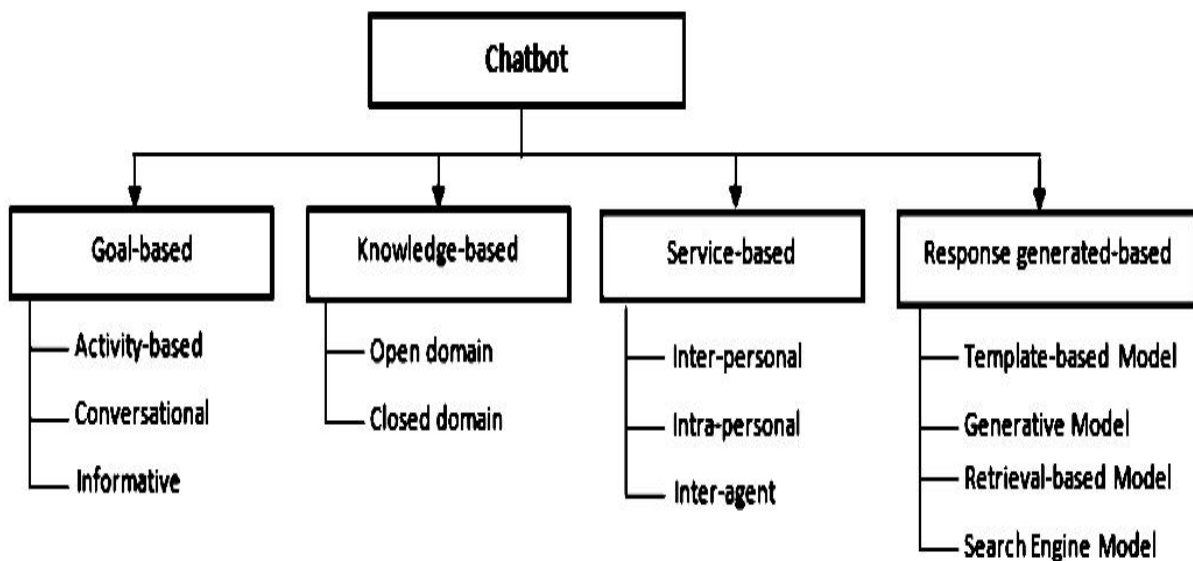 Chatbot
Goal-based
Knowledge-based
Service-based
Response generated-based
Activity-based
Conversational
Informative
Open domain
Closed domain
Inter-personal
Intra-personal
Inter-agent
Template-based Model
Generative Model
Retrieval-based Model
Search Engine Model